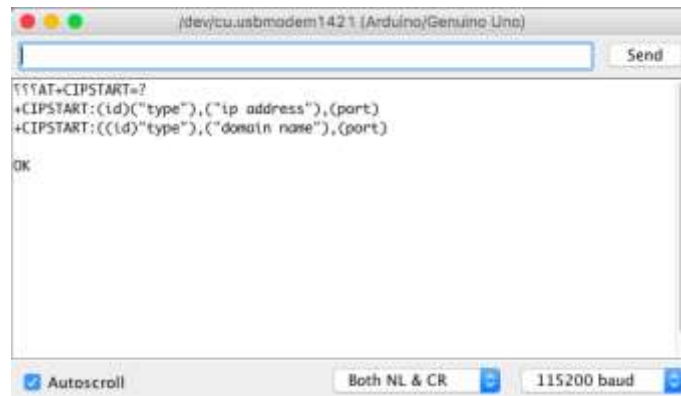 /dev/cu.usbmodem1421 (Arduino/Genuino Uno)
Send
⸮⸮⸮AT+CIPSTART=?
+CIPSTART:(id)("type"),("ip address"),(port)
+CIPSTART:((id)"type"),("domain name"),(port)
OK
Autoscroll
Both NL & CR
115200 baud